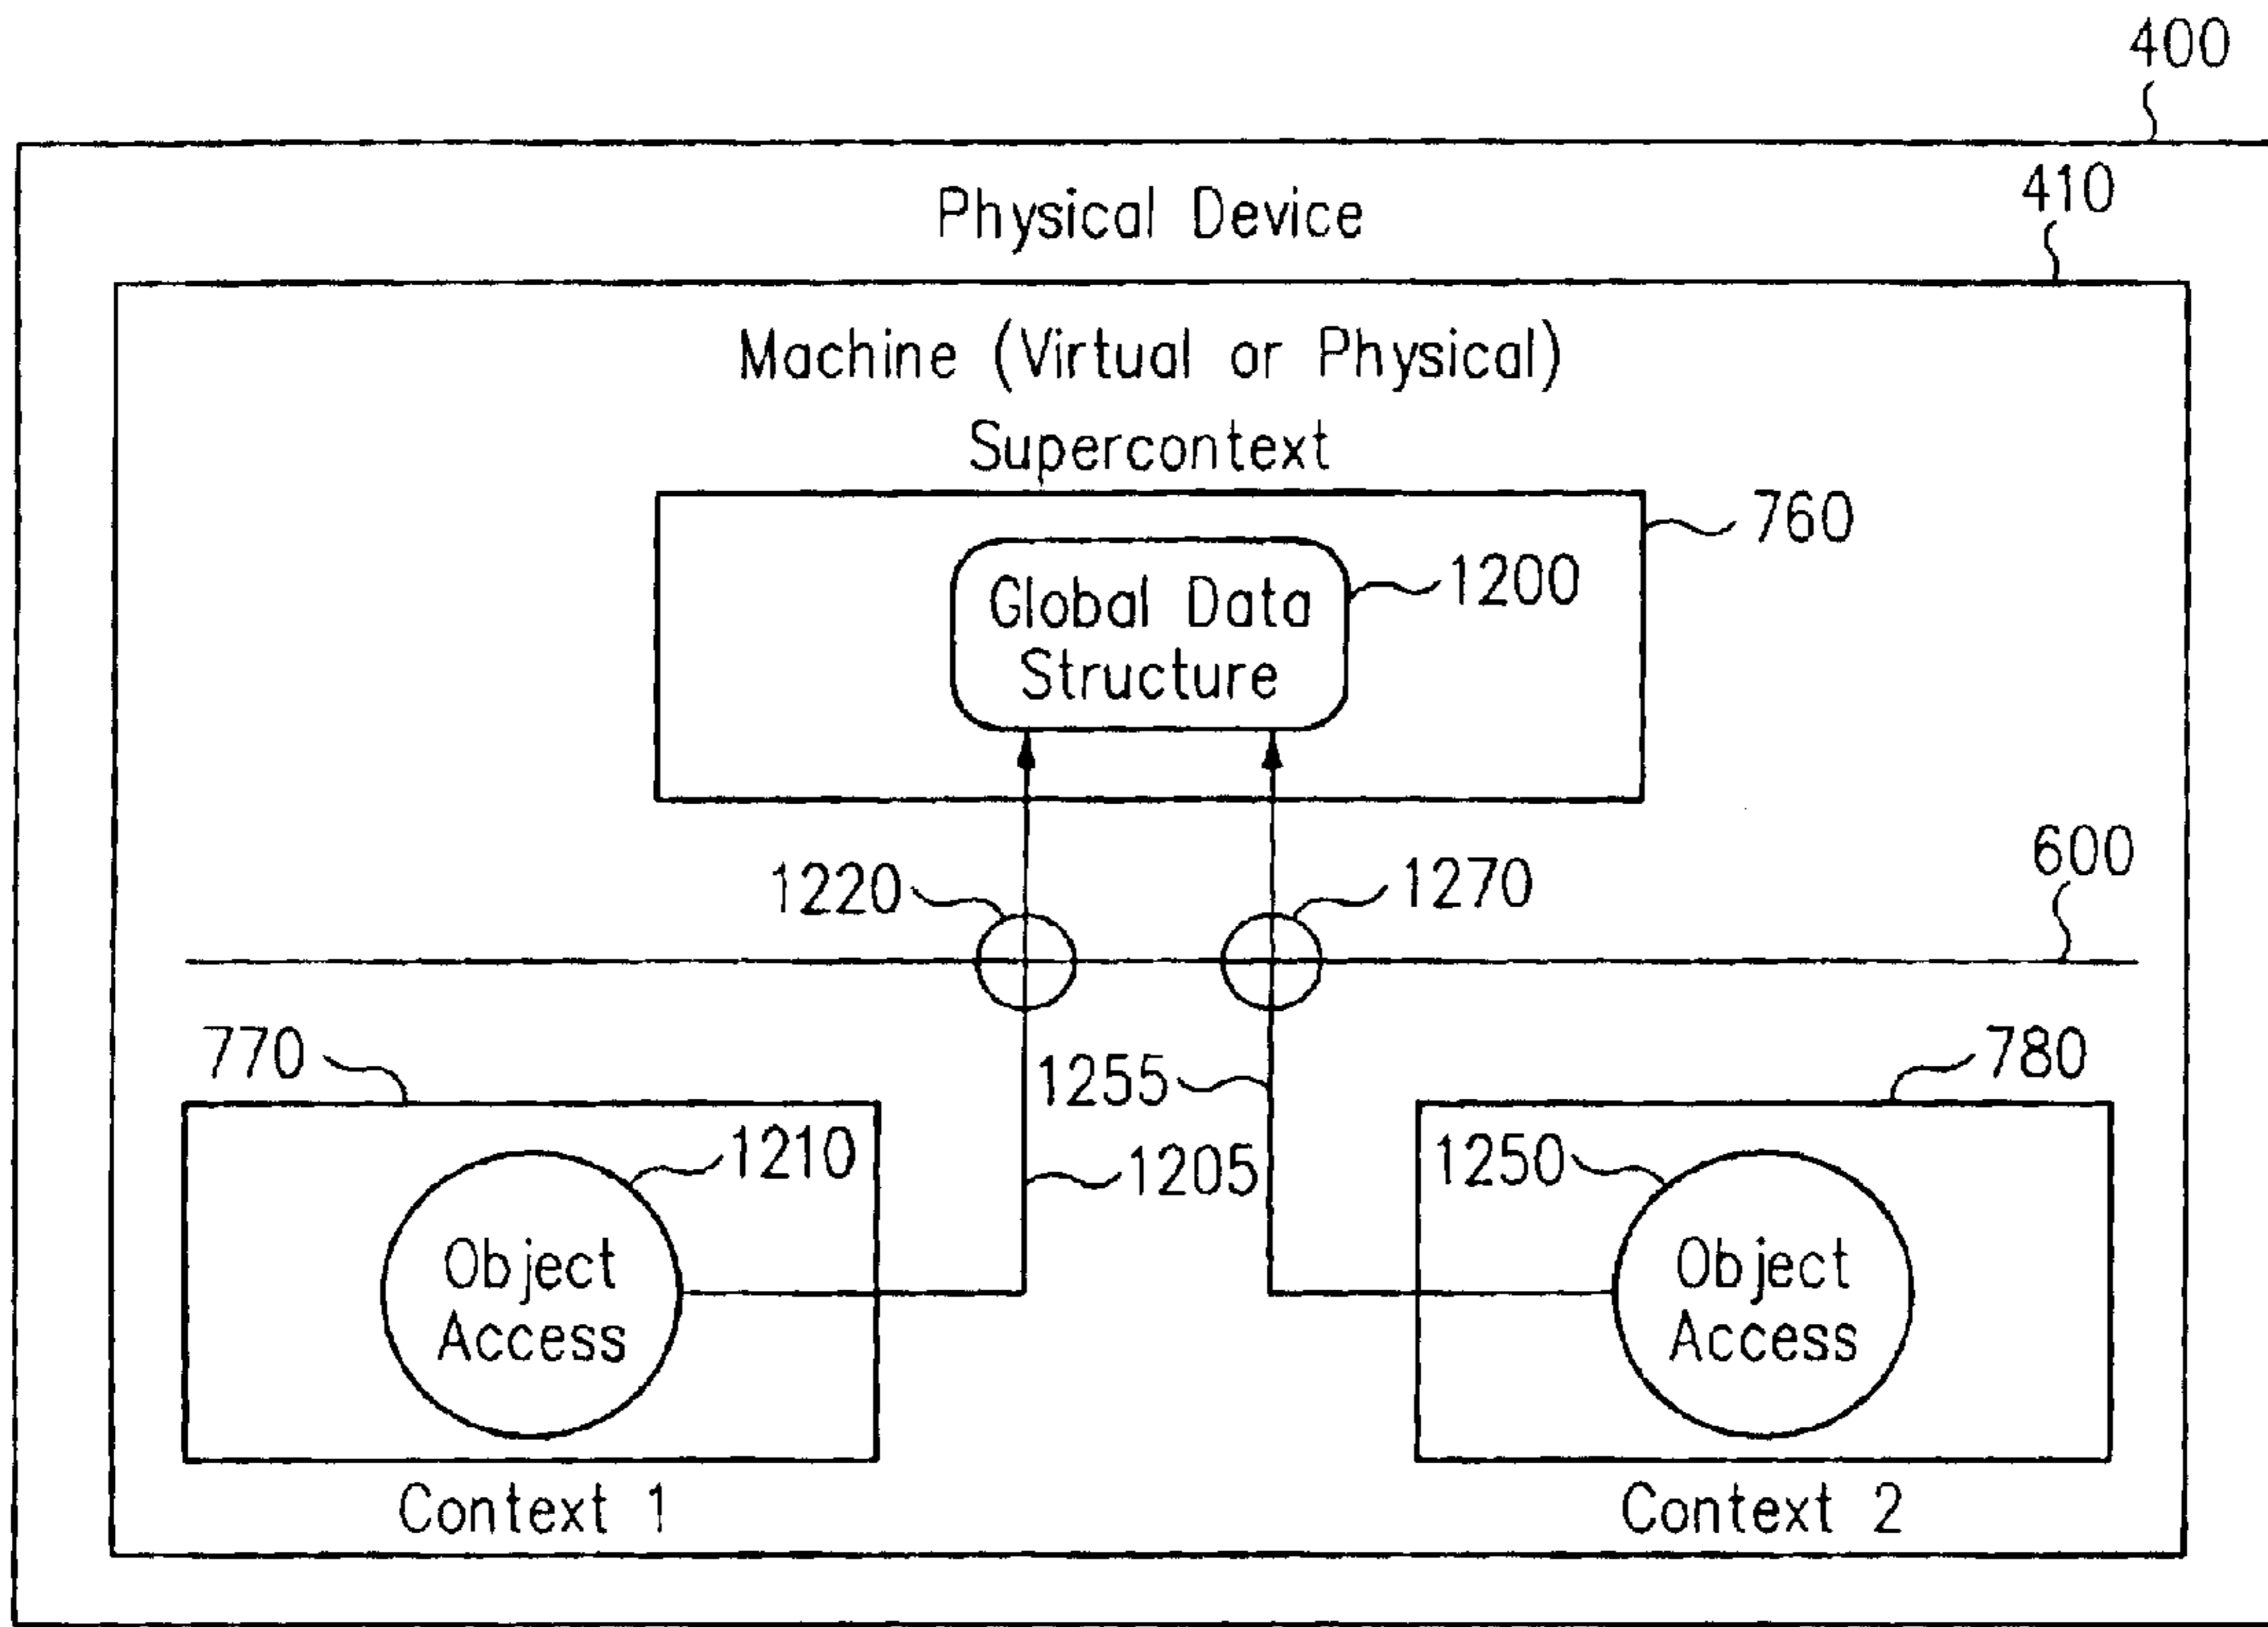 400
Physical Device
410
Machine (Virtual or Physical)
Supercontext
760
Global Data
Structure
1200
1220
1270
600
770
1255
780
1210
1205
1250
Object
Access
Object
Access
Context 1
Context 2